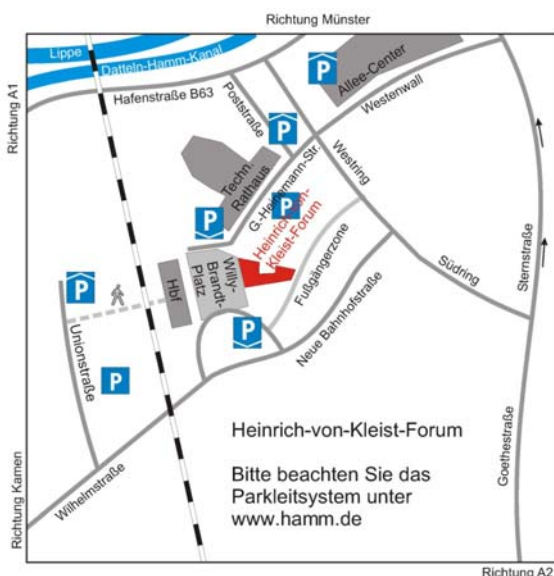 Richtung Münster
Richtung A1
Lippe
Datteln-Hamm-Kanal
Hafenstraße B63
Poststraße
P
Allee-Center
Westenwall
P
Techn.
Rathaus
G.-Heinemann-Str.
P
Westring
Heinrich-von-
Kleist-Forum
P
Fußgängerzone
Südring
Sternstraße
P
Hbf
Willy-
Brandt-
Platz
P
Neue Bahnhofstraße
Unionstraße
P
Wilhelmstraße
Goethestraße
Richtung Kamen
Heinrich-von-Kleist-Forum
Bitte beachten Sie das
Parkleitsystem unter
www.hamm.de
Richtung A2